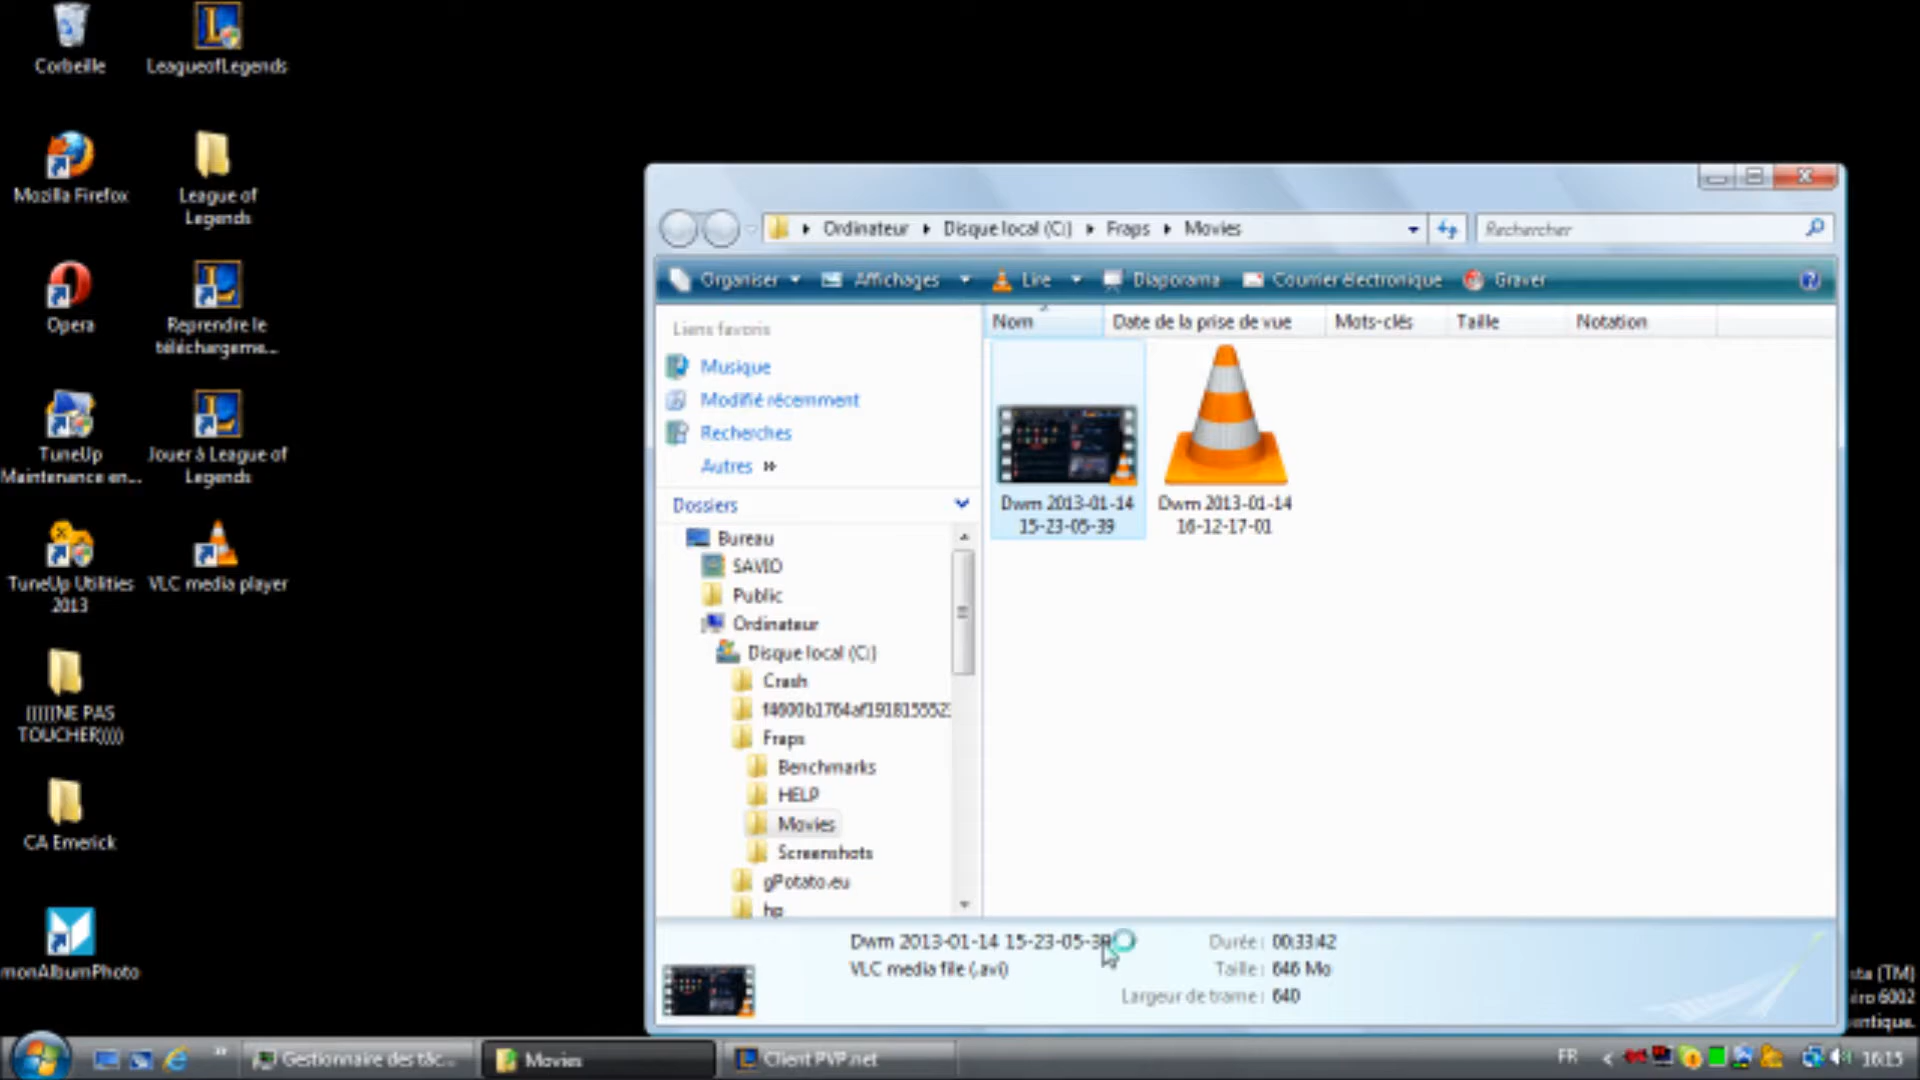 Corbeille
LeagueofLegends
Mozilla Firefox
League of
Legends
Opera
Reprendre le
téléchargeme...
TuneUp
Maintenance en...
Jouer à League of
Legends
TuneUp Utilities
2013
VLC media player
((((((NE PAS
TOUCHER))))
CA Emerick
monAlbumPhoto
Ordinateur
Disque local (C:)
Fraps
Movies
Rechercher
Organiser
Affichages
Lire
Diaporama
Courrier électronique
Graver
Liens favoris
Musique
Modifié récemment
Recherches
Autres »
Dossiers
Bureau
SAVIO
Public
Ordinateur
Disque local (C:)
Crash
Fraps
Benchmarks
HELP
Movies
Screenshots
gPotato.eu
hp
Nom
Date de la prise de vue
Mots-clés
Taille
Notation
Dwm 2013-01-14
15-23-05-39
Dwm 2013-01-14
16-12-17-01
Dwm 2013-01-14 15-23-05-39
VLC media file (.avi)
Durée : 00:33:42
Taille : 646 Mo
Largeur de trame : 640
sta (TM)
iro 6002
entique.
Gestionnaire des tâc...
Movies
Client PVP.net
FR
16:15